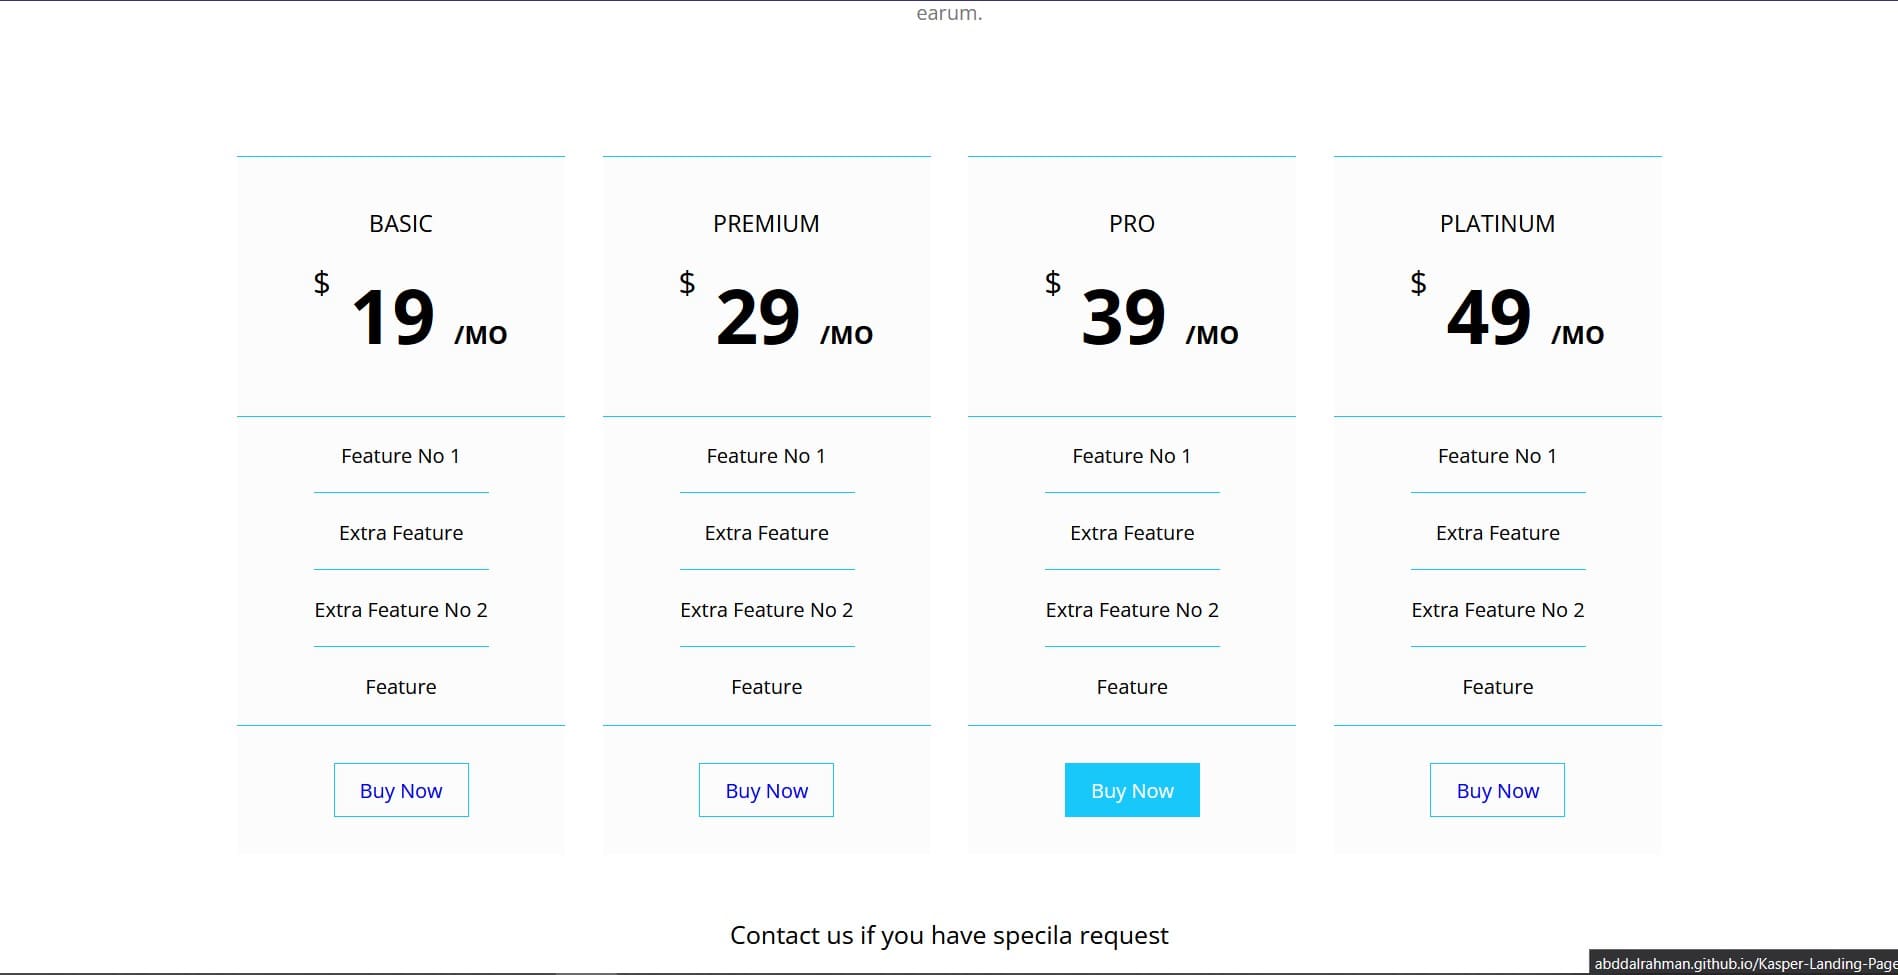 earum.
BASIC
$ 19 /MO
Feature No 1
Extra Feature
Extra Feature No 2
Feature
Buy Now
PREMIUM
$ 29 /MO
Feature No 1
Extra Feature
Extra Feature No 2
Feature
Buy Now
PRO
$ 39 /MO
Feature No 1
Extra Feature
Extra Feature No 2
Feature
Buy Now
PLATINUM
$ 49 /MO
Feature No 1
Extra Feature
Extra Feature No 2
Feature
Buy Now
Contact us if you have specila request
abddalrahman.github.io/Kasper-Landing-Page